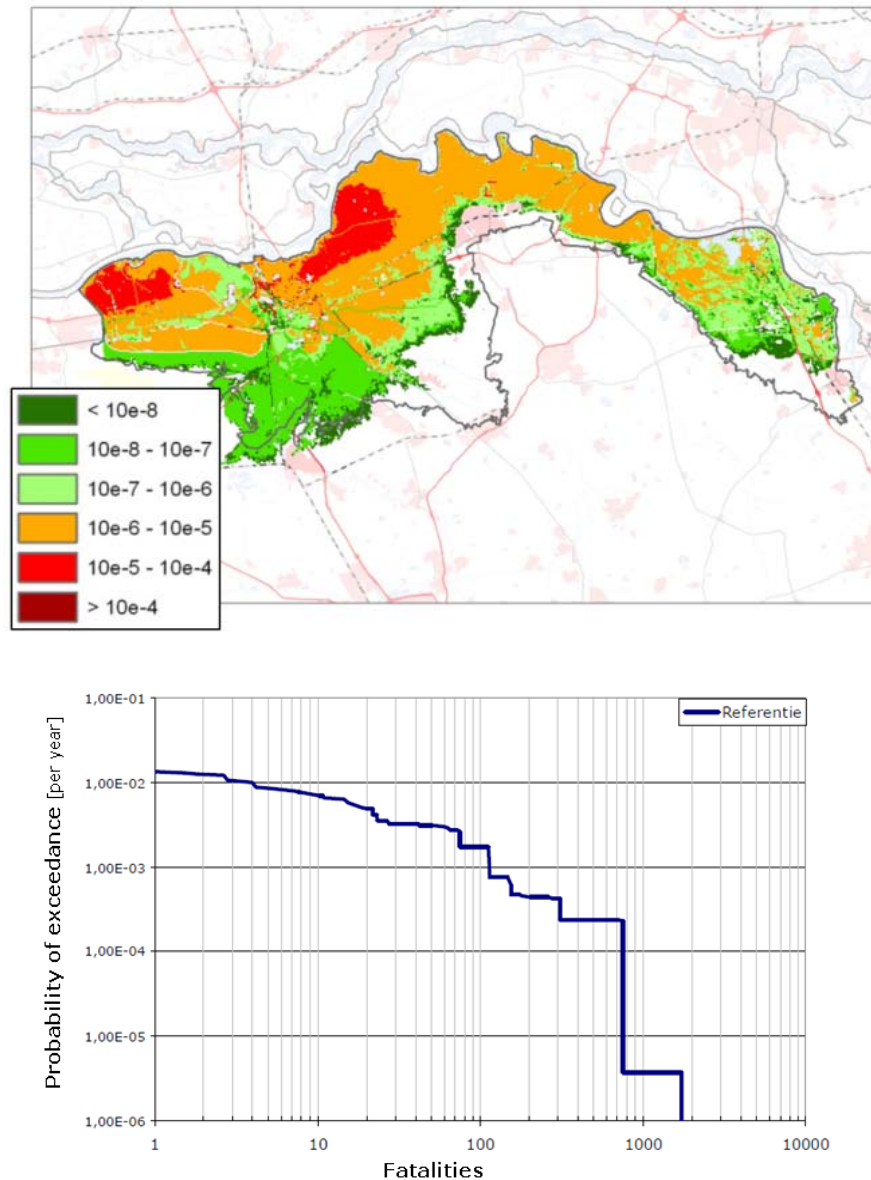 < 10e-8
10e-8 - 10e-7
10e-7 - 10e-6
10e-6 - 10e-5
10e-5 - 10e-4
> 10e-4
Referentie
Probability of exceedance [per year]
1,00E-01
1,00E-02
1,00E-03
1,00E-04
1,00E-05
1,00E-06
1
10
100
1000
10000
Fatalities